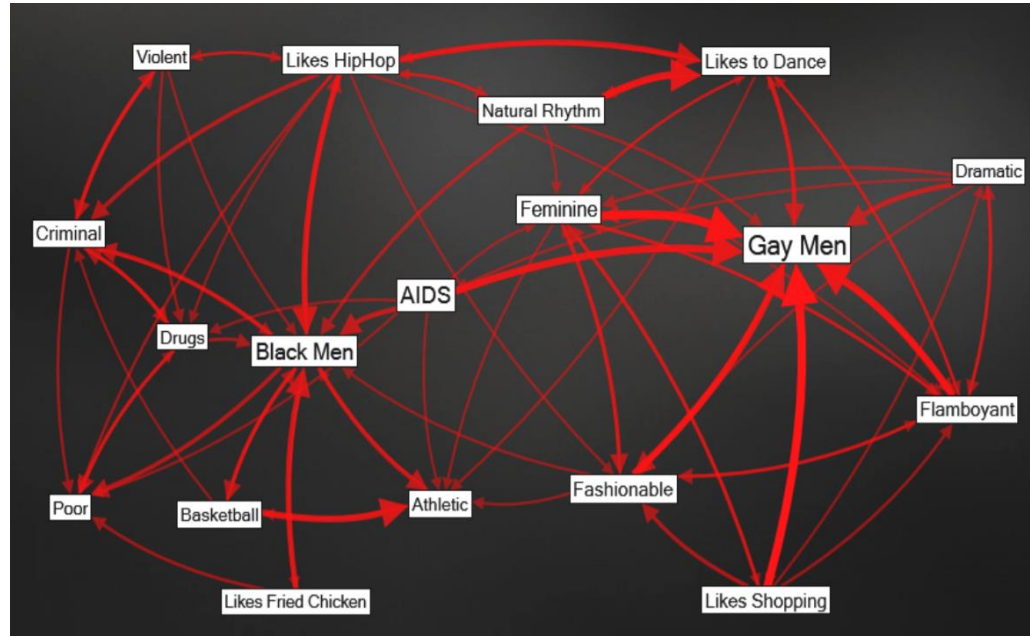 Violent
Likes HipHop
Likes to Dance
Natural Rhythm
Dramatic
Feminine
Criminal
Gay Men
AIDS
Drugs
Black Men
Flamboyant
Fashionable
Athletic
Poor
Basketball
Likes Fried Chicken
Likes Shopping